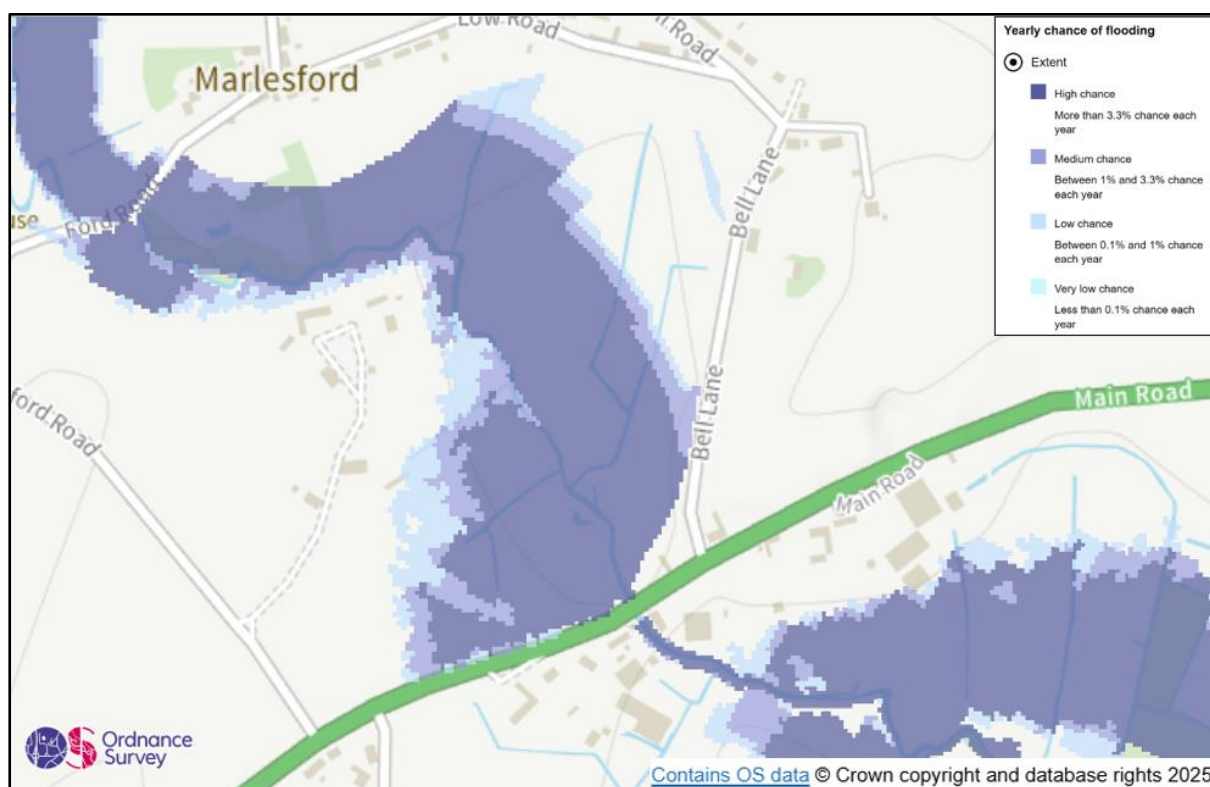 Low Road
Road
Marlesford
Ford Road
use
Bell Lane
Bell Lane
ford Road
Main Road
Main Road
Yearly chance of flooding
Extent
High chance
More than 3.3% chance each
year
Medium chance
Between 1% and 3.3% chance
each year
Low chance
Between 0.1% and 1% chance
each year
Very low chance
Less than 0.1% chance each
year
Ordnance
Survey
Contains OS data © Crown copyright and database rights 2025